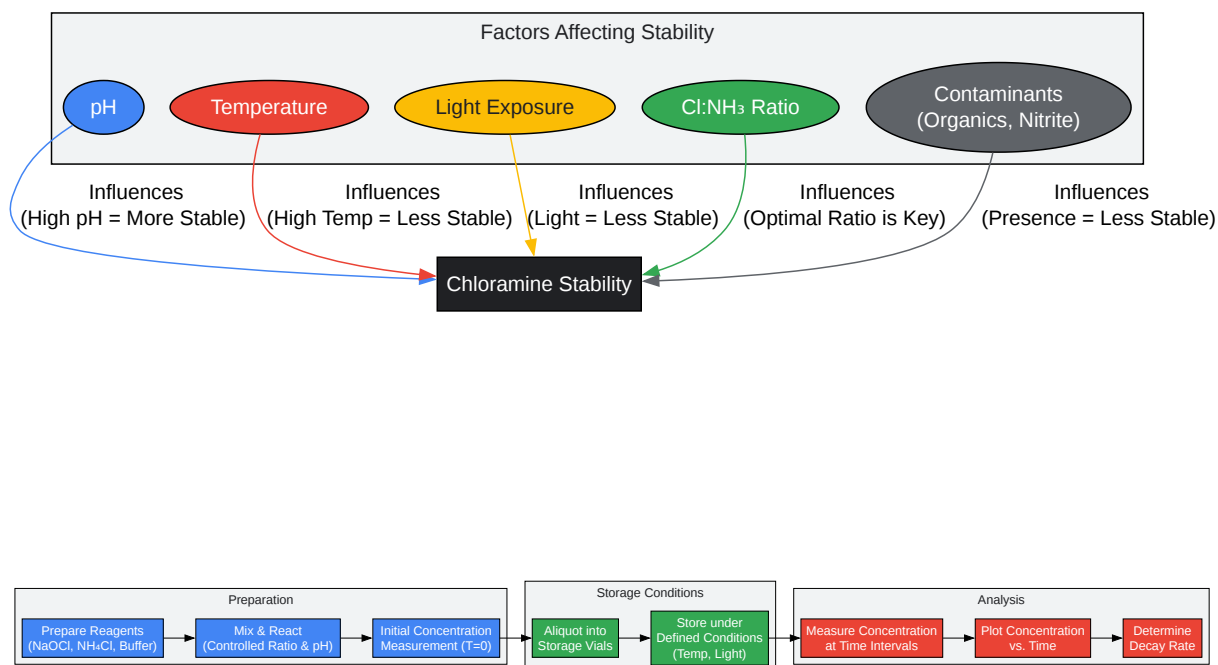 Factors Affecting Stability
pH
Temperature
Light Exposure
Cl:NH₃ Ratio
Contaminants
(Organics, Nitrite)
Influences
(High pH = More Stable)
Influences
(High Temp = Less Stable)
Influences
(Light = Less Stable)
Influences
(Optimal Ratio is Key)
Influences
(Presence = Less Stable)
Chloramine Stability
Preparation
Prepare Reagents
(NaOCl, NH₄Cl, Buffer)
Mix & React
(Controlled Ratio & pH)
Initial Concentration
Measurement (T=0)
Storage Conditions
Aliquot into
Storage Vials
Store under
Defined Conditions
(Temp, Light)
Analysis
Measure Concentration
at Time Intervals
Plot Concentration
vs. Time
Determine
Decay Rate